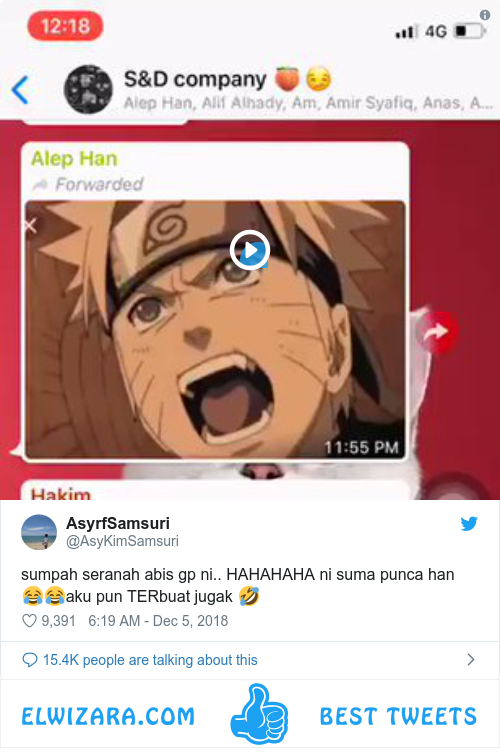 12:18
4G
S&D company 🍑😏
Alep Han, Alif Alhady, Am, Amir Syafiq, Anas, A...
Alep Han
Forwarded
11:55 PM
Hakim
AsyrfSamsuri
@AsyKimSamsuri
sumpah seranah abis gp ni.. HAHAHAHA ni suma punca han
😂😂aku pun TERbuat jugak 🤣
9,391 6:19 AM - Dec 5, 2018
15.4K people are talking about this
ELWIZARA.COM BEST TWEETS